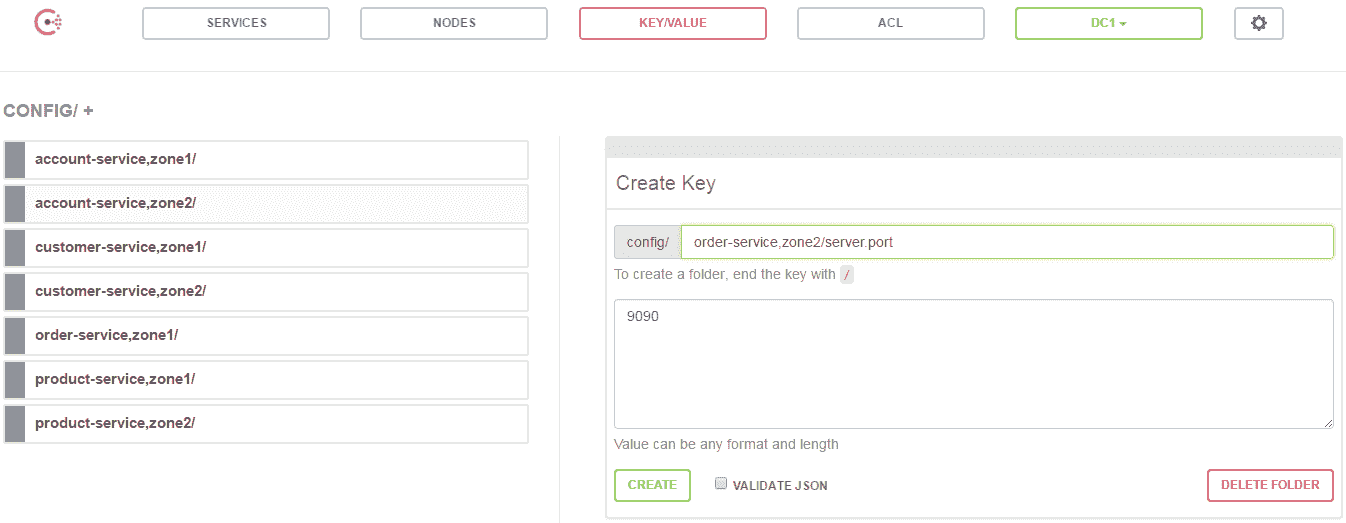 SERVICES NODES KEY/VALUE ACL DC1
CONFIG/ +
account-service,zone1/
account-service,zone2/
customer-service,zone1/
customer-service,zone2/
order-service,zone1/
product-service,zone1/
product-service,zone2/
Create Key
config/ order-service,zone2/server.port
To create a folder, end the key with /
9090
Value can be any format and length
CREATE VALIDATE JSON DELETE FOLDER